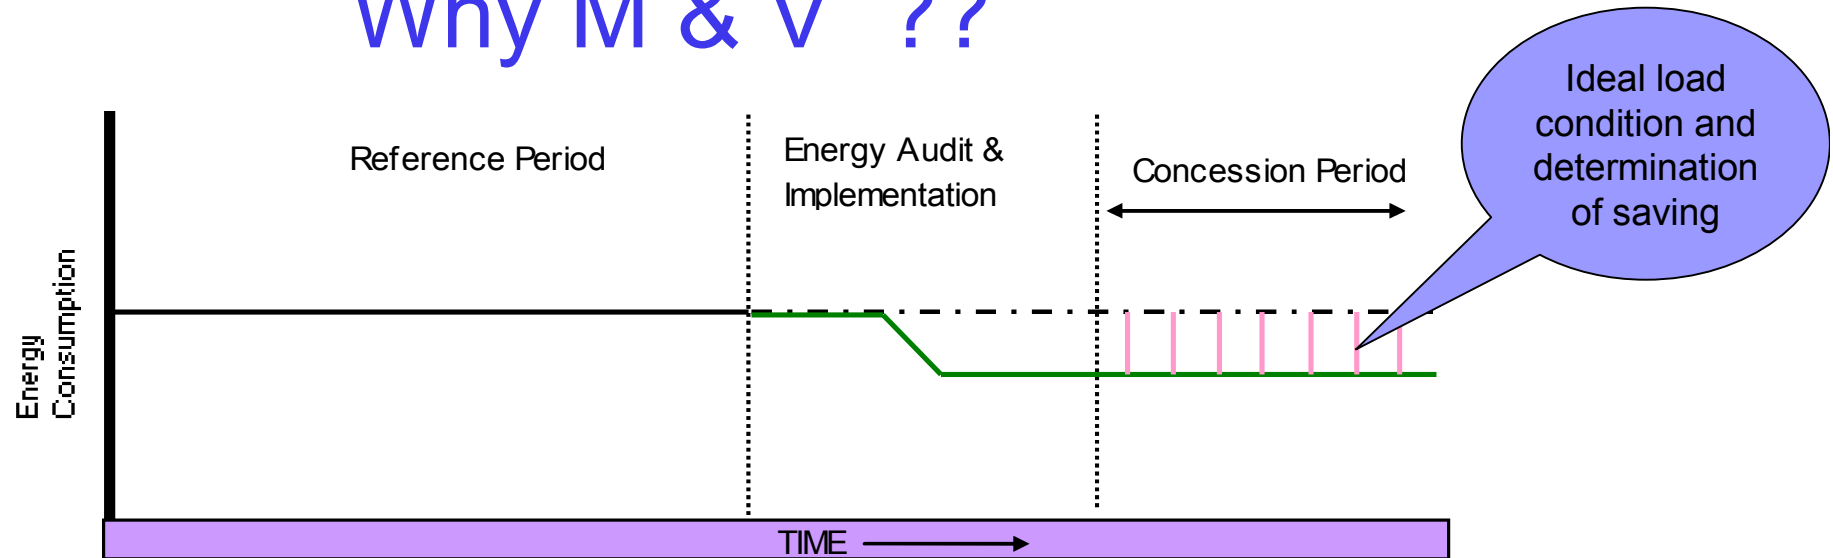 Why M & V ??
Ideal load
condition and
determination
of saving
Reference Period
Energy Audit &
Implementation
Concession Period
Energy
Consumption
TIME